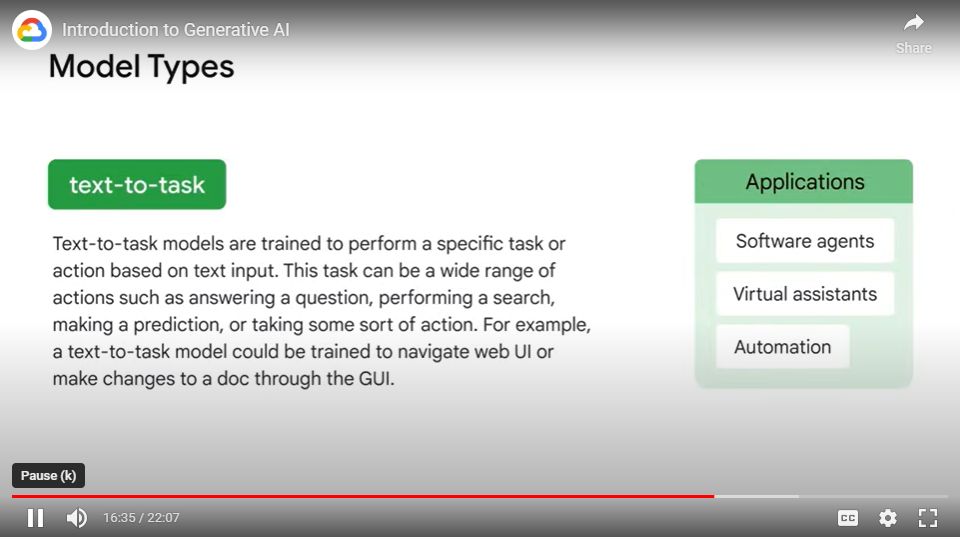 Introduction to Generative AI
Share
Model Types
text-to-task
Text-to-task models are trained to perform a specific task or
action based on text input. This task can be a wide range of
actions such as answering a question, performing a search,
making a prediction, or taking some sort of action. For example,
a text-to-task model could be trained to navigate web UI or
make changes to a doc through the GUI.
Applications
Software agents
Virtual assistants
Automation
Pause (k)
16:35 / 22:07
CC